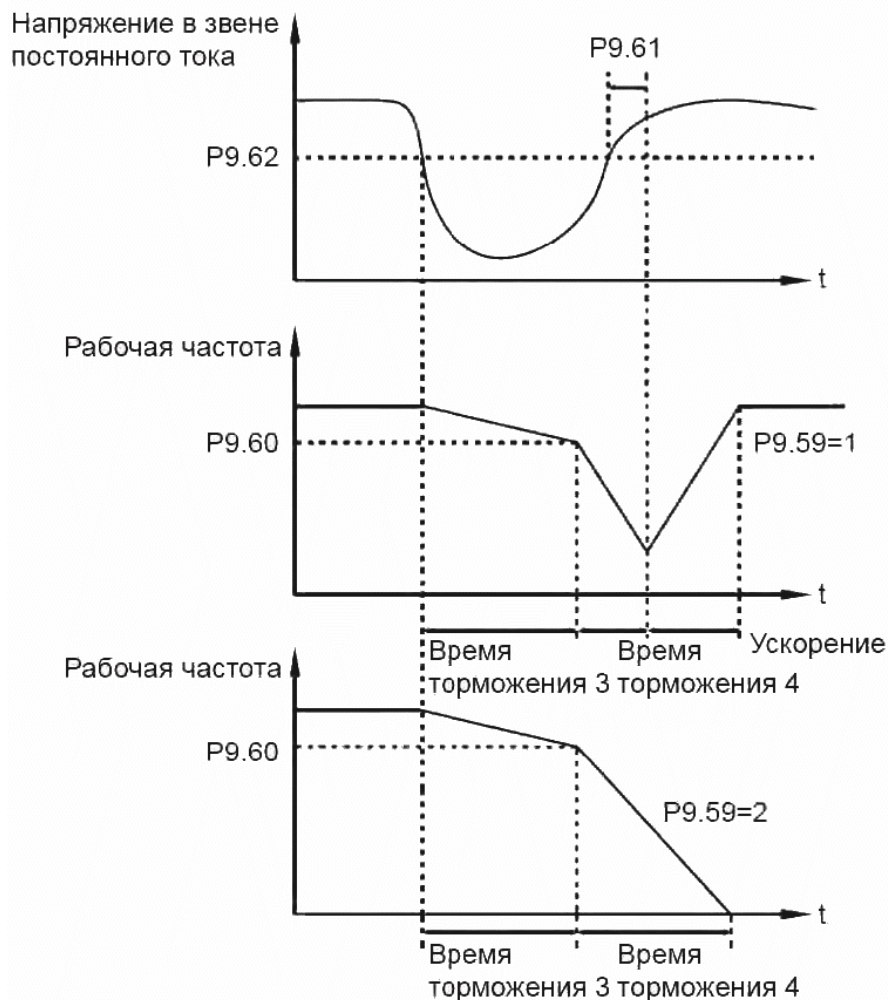 Напряжение в звене
постоянного тока
P9.61
P9.62
t
Рабочая частота
P9.60
P9.59=1
t
Время
Время
Ускорение
торможения 3 торможения 4
Рабочая частота
P9.60
P9.59=2
t
Время
Время
торможения 3 торможения 4